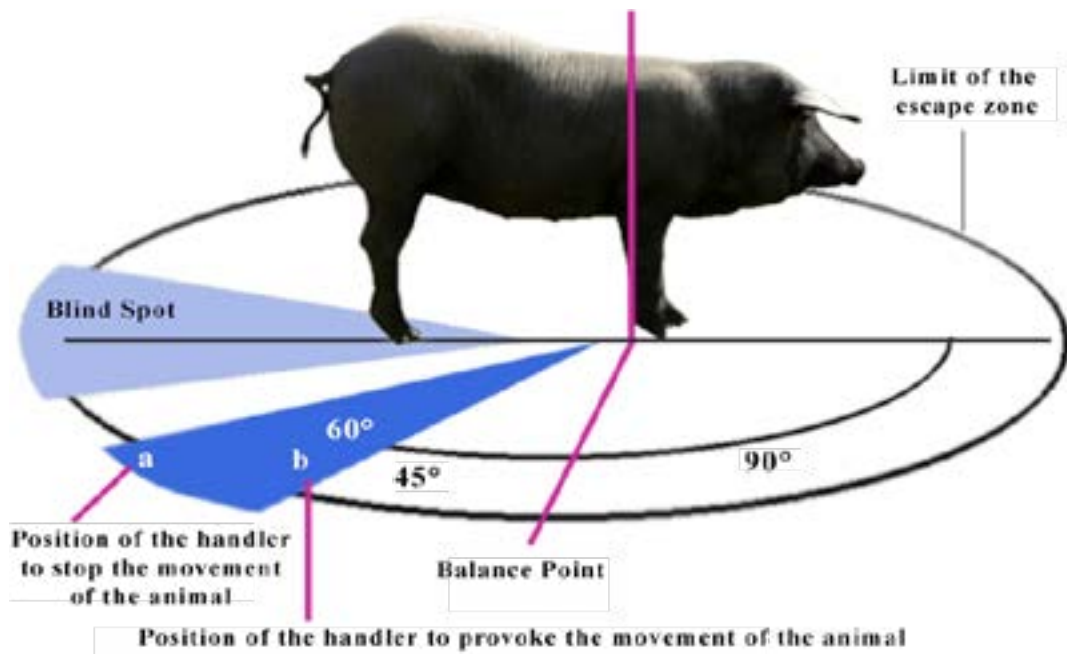 Limit of the
escape zone
Blind Spot
60°
a
b
45°
90°
Position of the handler
to stop the movement
of the animal
Balance Point
Position of the handler to provoke the movement of the animal